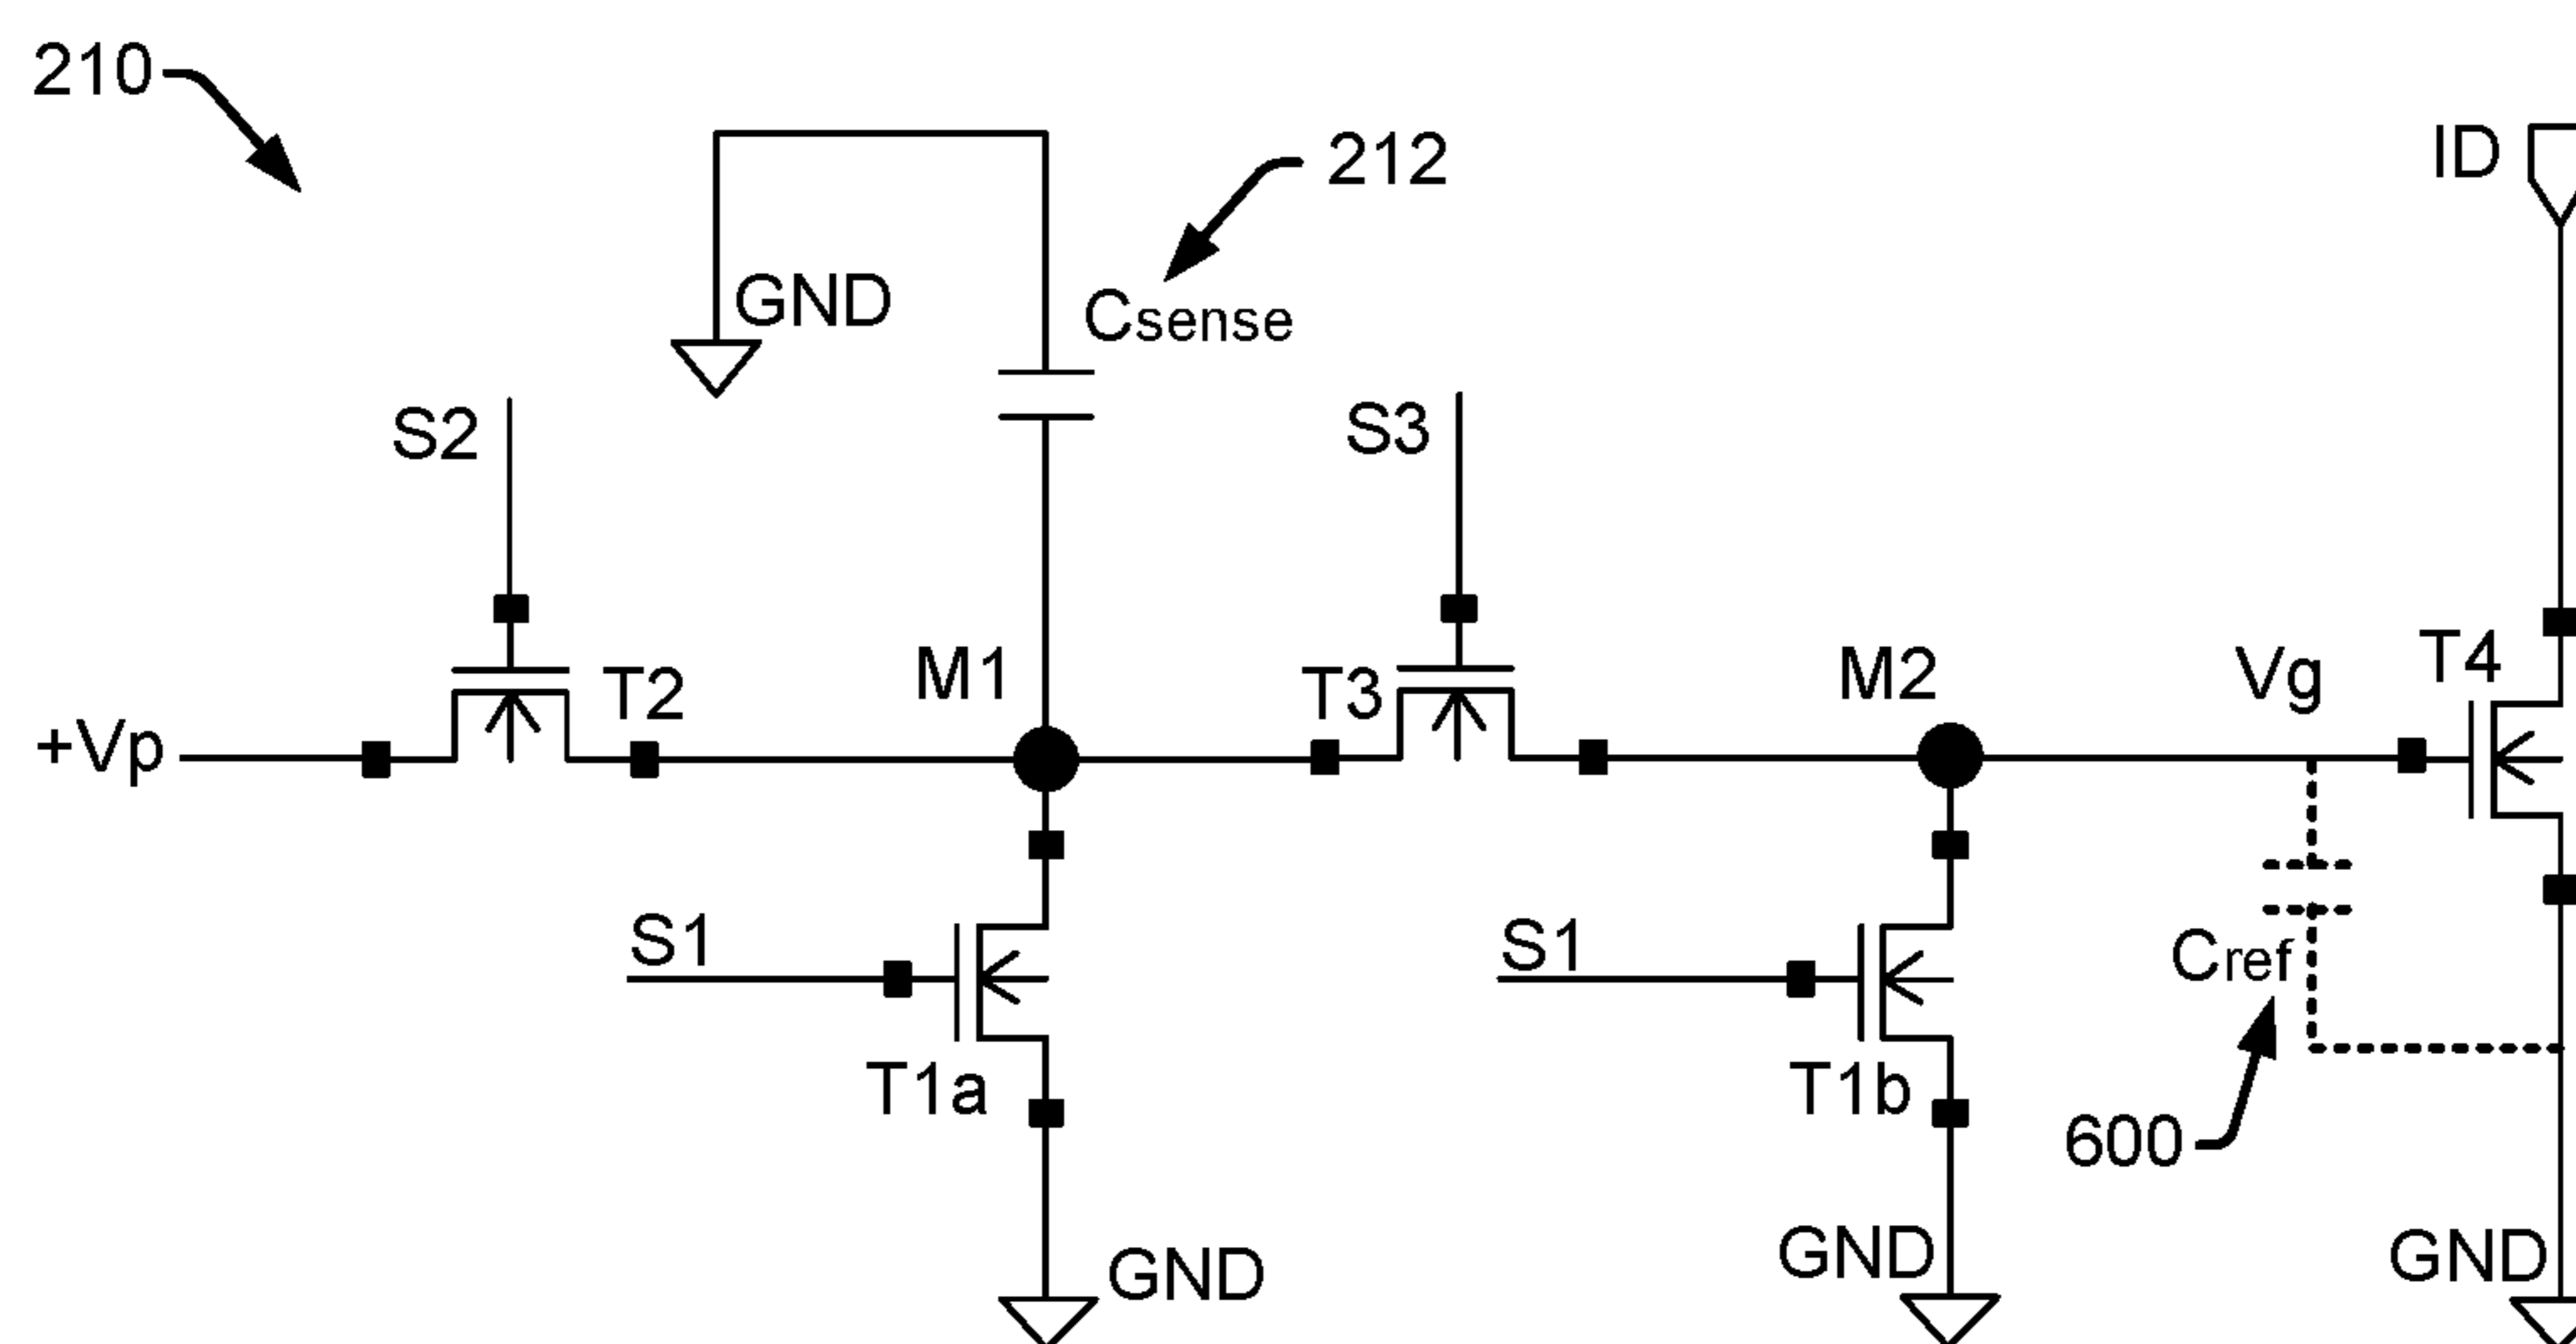 210
212
ID
GND
Csense
S2
S3
T2
M1
T3
M2
Vg
T4
+Vp
S1
S1
Cref
T1a
T1b
600
GND
GND
GND